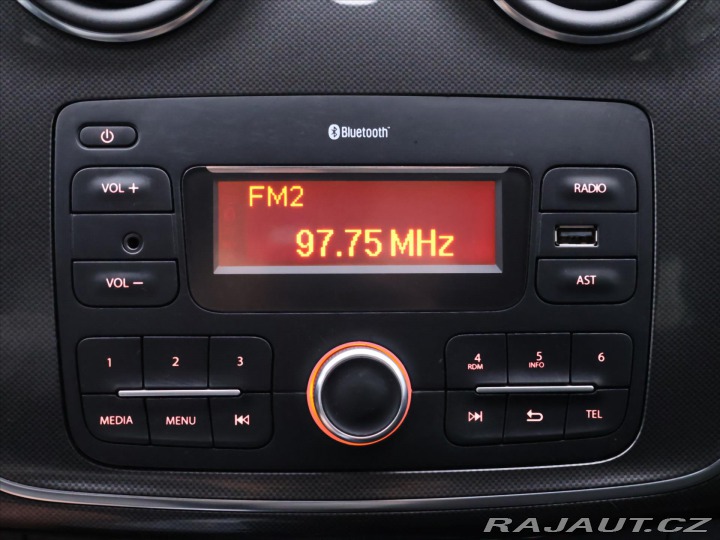 Bluetooth
VOL +
RADIO
FM2
97.75 MHz
VOL −
AST
1 2 3
4 5 6
RDM INFO
MEDIA MENU
TEL
RAJAUT.CZ